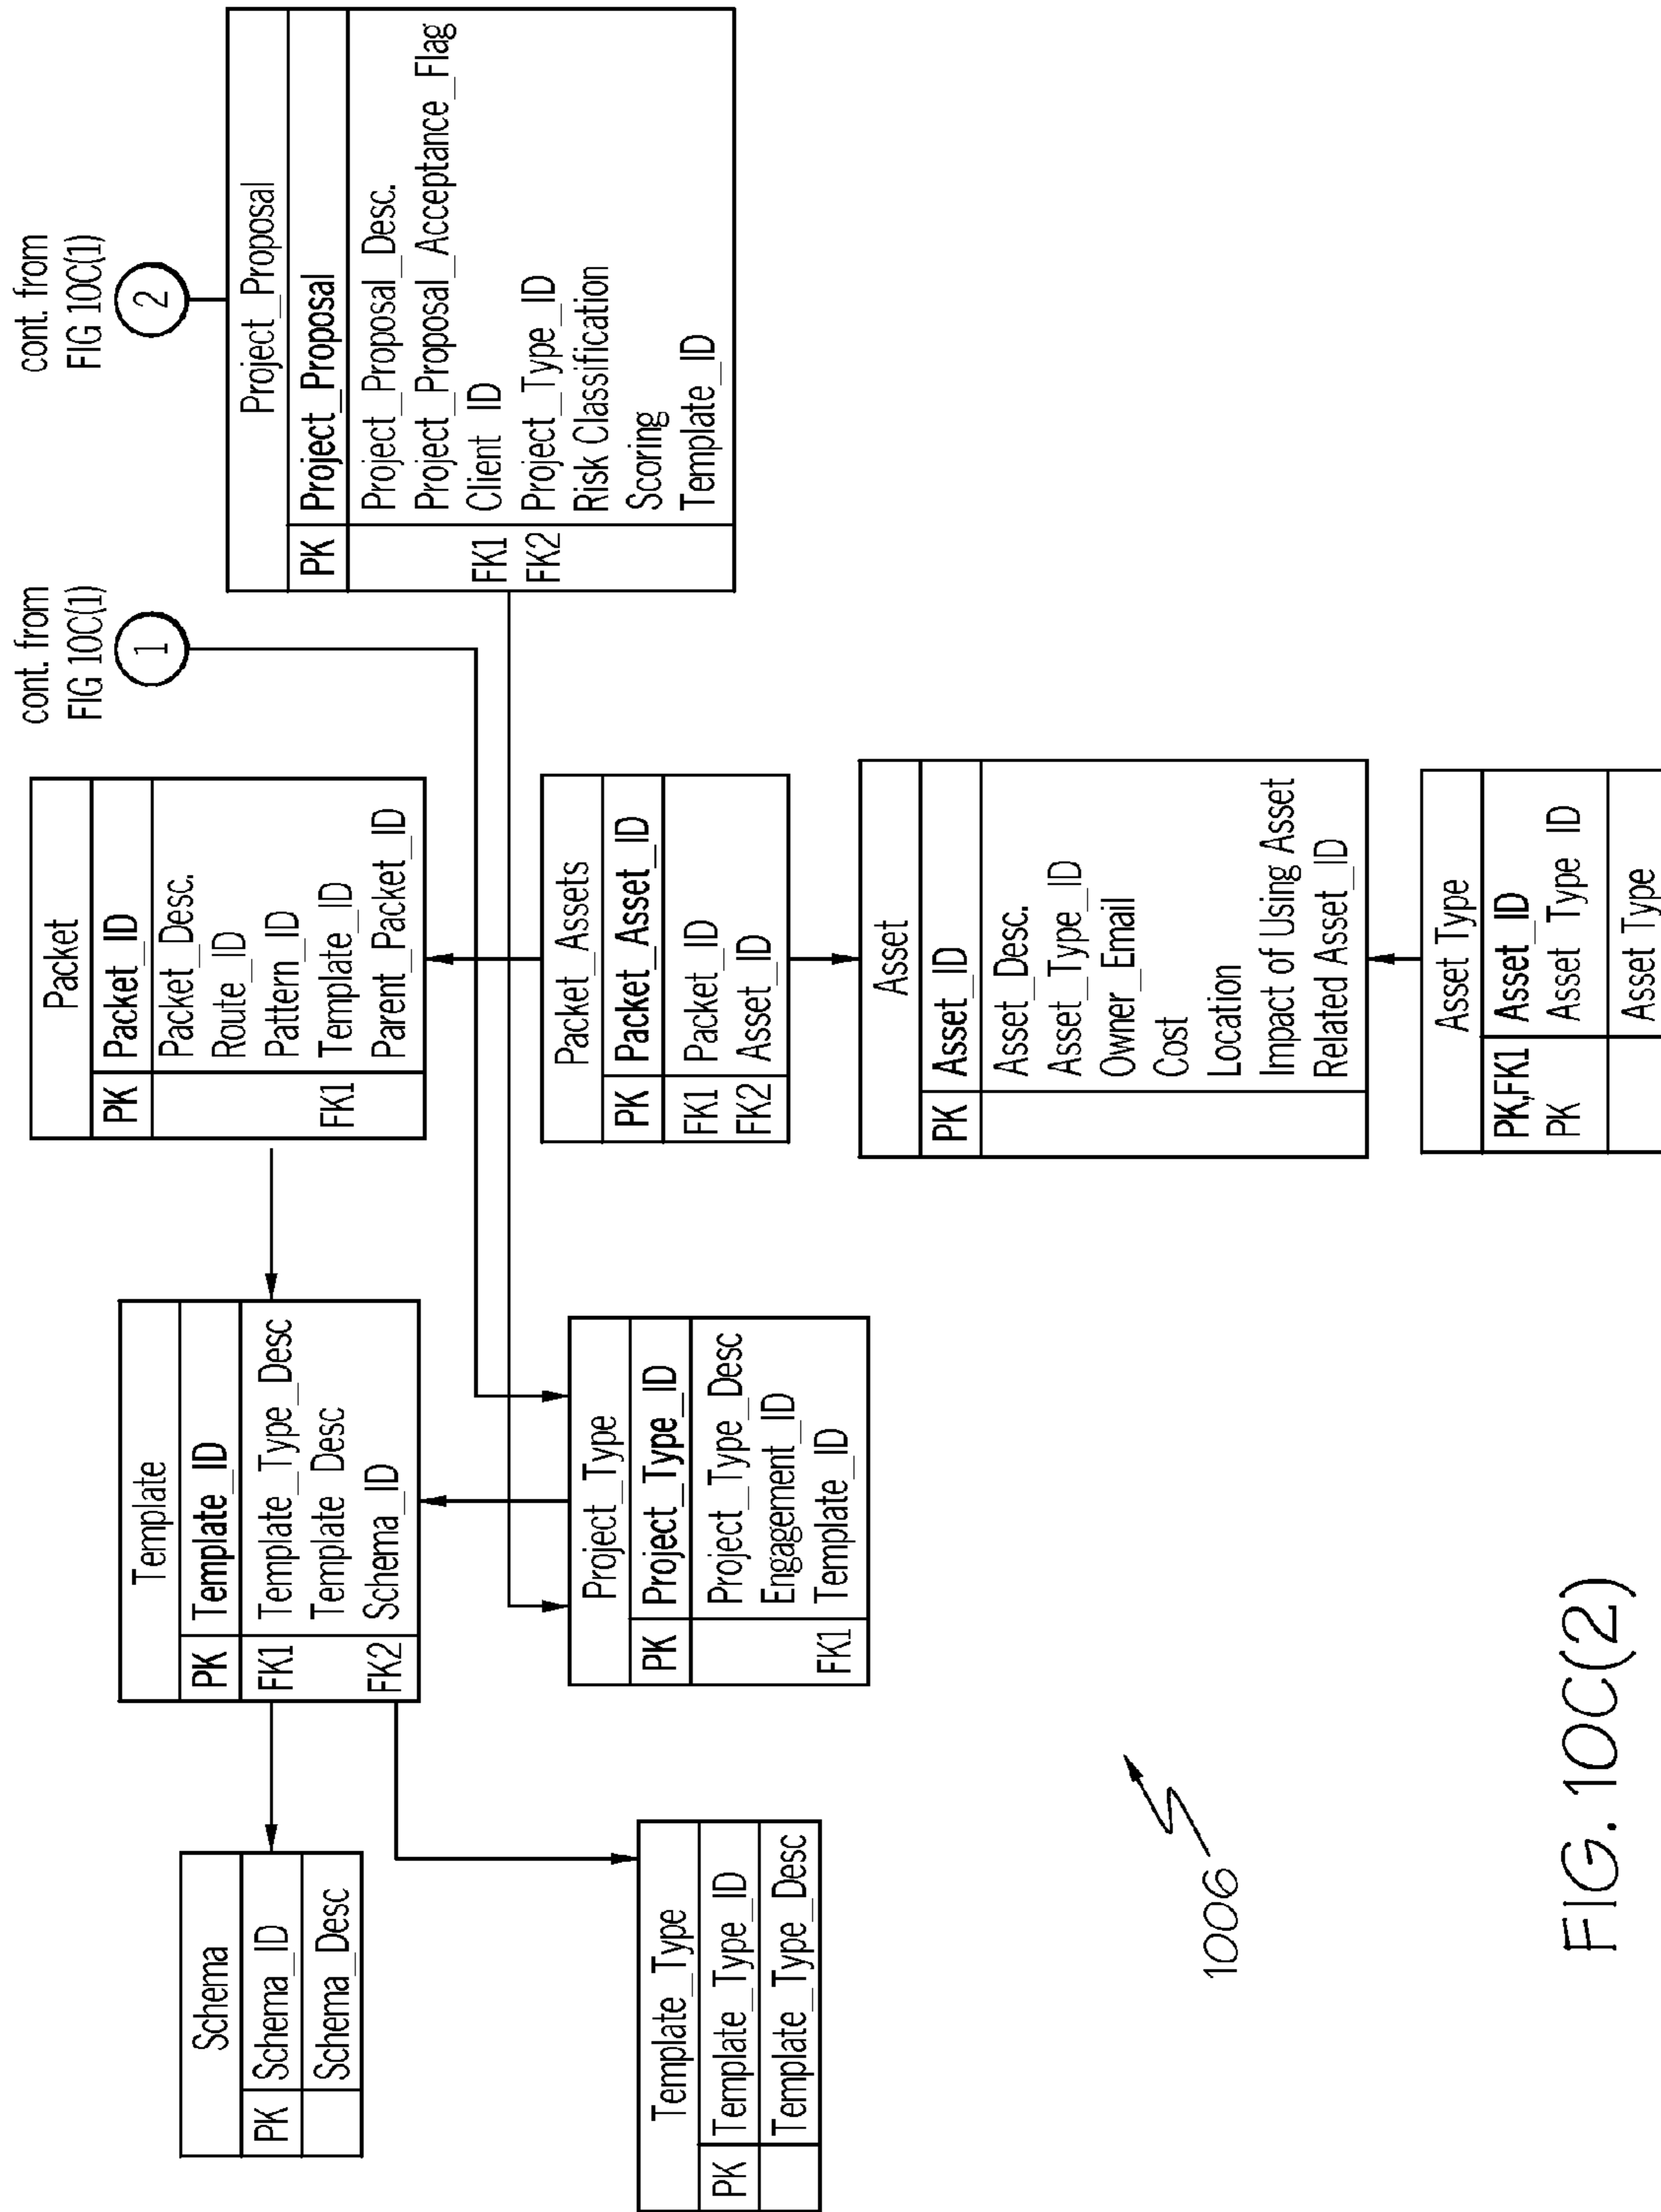 cont. from
FIG 10C(1)
2
cont. from
FIG 10C(1)
1
Project_Proposal
PK Project_Proposal
Project_Proposal_Desc.
Project_Proposal_Acceptance_Flag
FK1 Client_ID
FK2 Project_Type_ID
Risk Classification
Scoring
Template_ID
Packet
PK Packet_ID
Packet_Desc.
Route_ID
Pattern_ID
FK1 Template_ID
Parent_Packet_ID
Packet_Assets
PK Packet_Asset_ID
FK1 Packet_ID
FK2 Asset_ID
Asset
PK Asset_ID
Asset_Desc.
Asset_Type_ID
Owner_Email
Cost
Location
Impact of Using Asset
Related Asset_ID
Asset Type
PK,FK1 Asset_ID
PK Asset_Type_ID
Asset Type
Template
PK Template_ID
FK1 Template_Type_Desc
Template_Desc
FK2 Schema_ID
Project_Type
PK Project_Type_ID
Project_Type_Desc
Engagement_ID
FK1 Template_ID
Schema
PK Schema_ID
Schema_Desc
Template_Type
PK Template_Type_ID
Template_Type_Desc
1006
FIG. 10C(2)